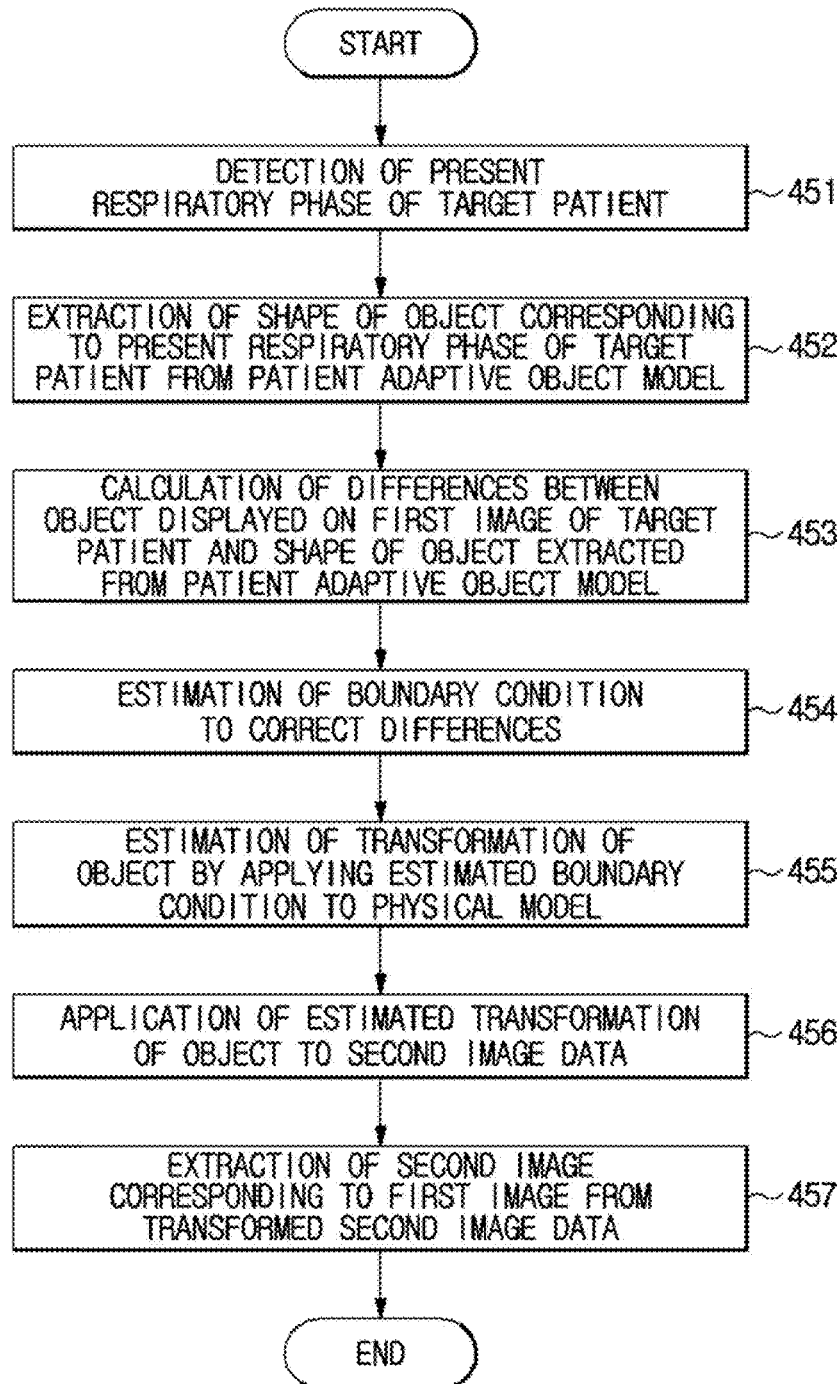 START
DETECTION OF PRESENT
RESPIRATORY PHASE OF TARGET PATIENT
451
EXTRACTION OF SHAPE OF OBJECT CORRESPONDING
TO PRESENT RESPIRATORY PHASE OF TARGET
PATIENT FROM PATIENT ADAPTIVE OBJECT MODEL
452
CALCULATION OF DIFFERENCES BETWEEN
OBJECT DISPLAYED ON FIRST IMAGE OF TARGET
PATIENT AND SHAPE OF OBJECT EXTRACTED
FROM PATIENT ADAPTIVE OBJECT MODEL
453
ESTIMATION OF BOUNDARY CONDITION
TO CORRECT DIFFERENCES
454
ESTIMATION OF TRANSFORMATION OF
OBJECT BY APPLYING ESTIMATED BOUNDARY
CONDITION TO PHYSICAL MODEL
455
APPLICATION OF ESTIMATED TRANSFORMATION
OF OBJECT TO SECOND IMAGE DATA
456
EXTRACTION OF SECOND IMAGE
CORRESPONDING TO FIRST IMAGE FROM
TRANSFORMED SECOND IMAGE DATA
457
END